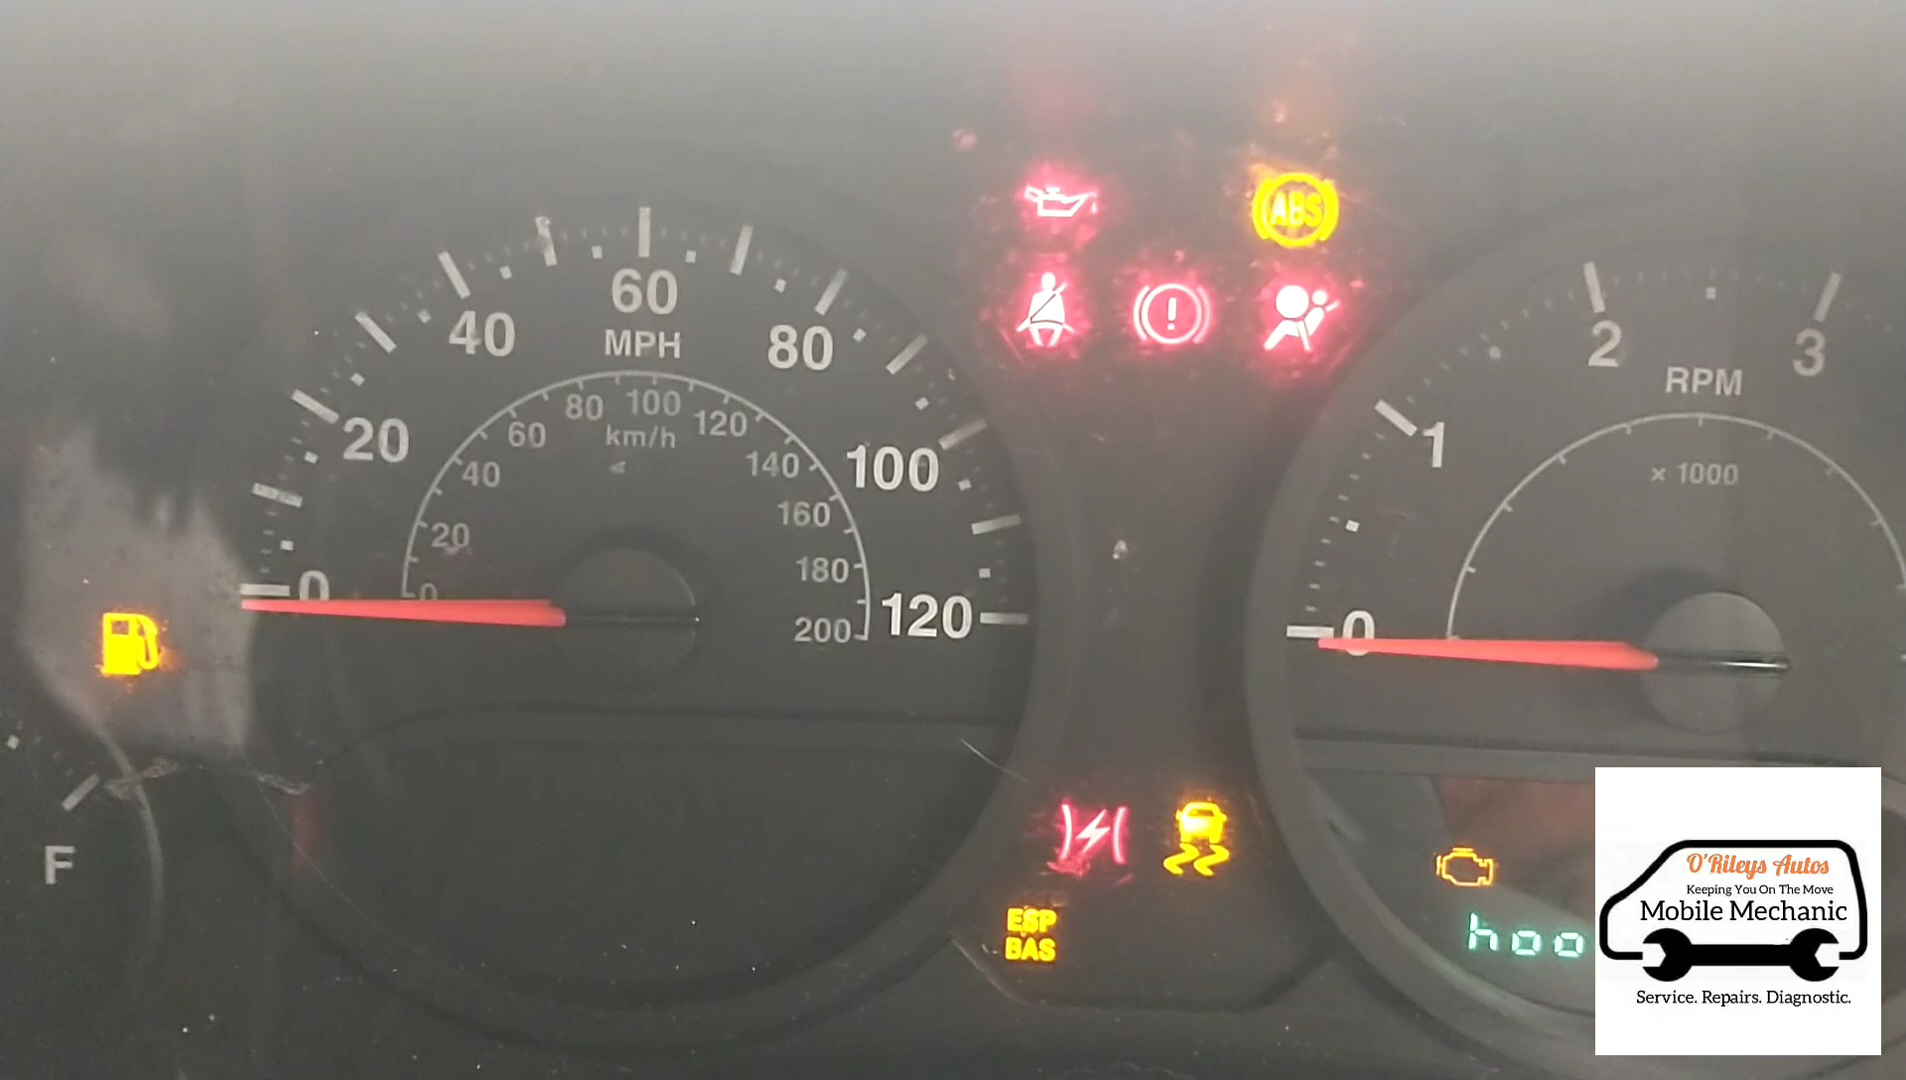 ABS
60
MPH
40
80
20
100
0
120
80 100 120
60
km/h
40
140
20
160
0
180
200
2
3
RPM
1
x 1000
0
F
ESP
BAS
hoo
O'Rileys Autos
Keeping You On The Move
Mobile Mechanic
Service. Repairs. Diagnostic.